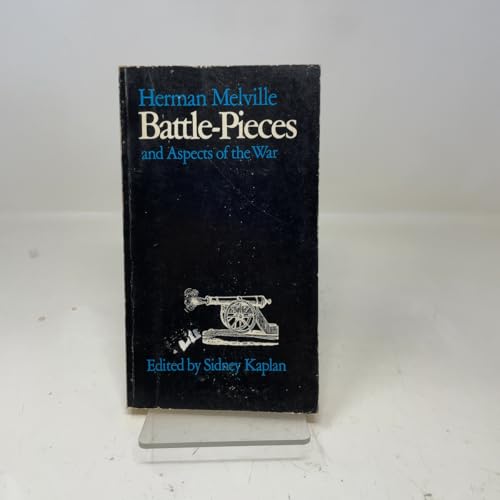 Herman Melville
Battle-Pieces
and Aspects of the War
Edited by Sidney Kaplan